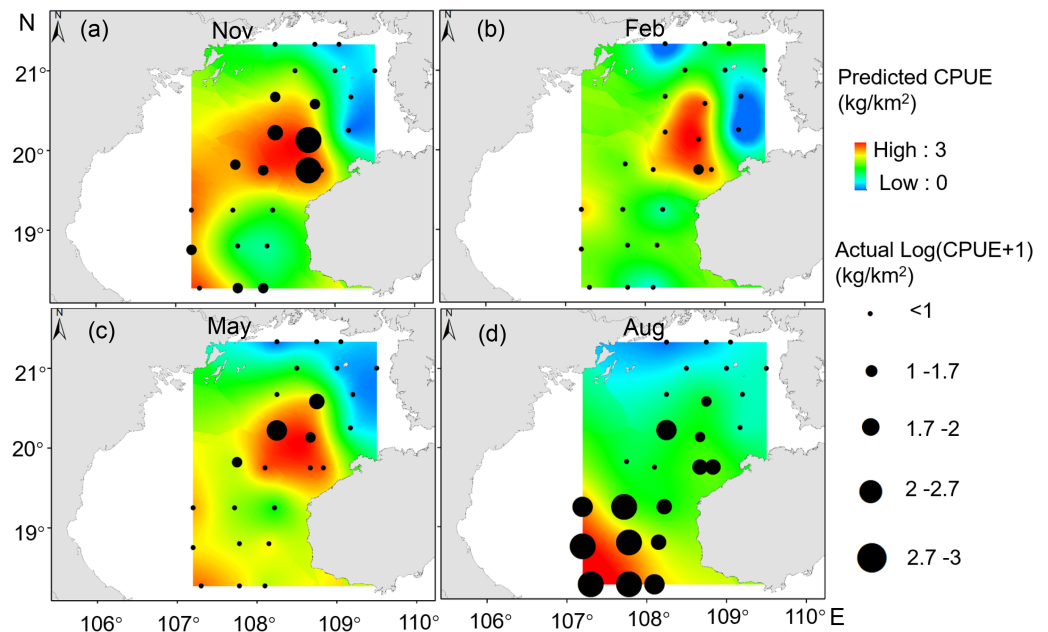 N
N
(a)
Nov
N
(b)
Feb
21°
20°
19°
N
(c)
May
N
(d)
Aug
21°
20°
19°
106°
107°
108°
109°
110°
106°
107°
108°
109°
110°
E
Predicted CPUE
(kg/km²)
High : 3
Low : 0
Actual Log(CPUE+1)
(kg/km²)
<1
1 -1.7
1.7 -2
2 -2.7
2.7 -3